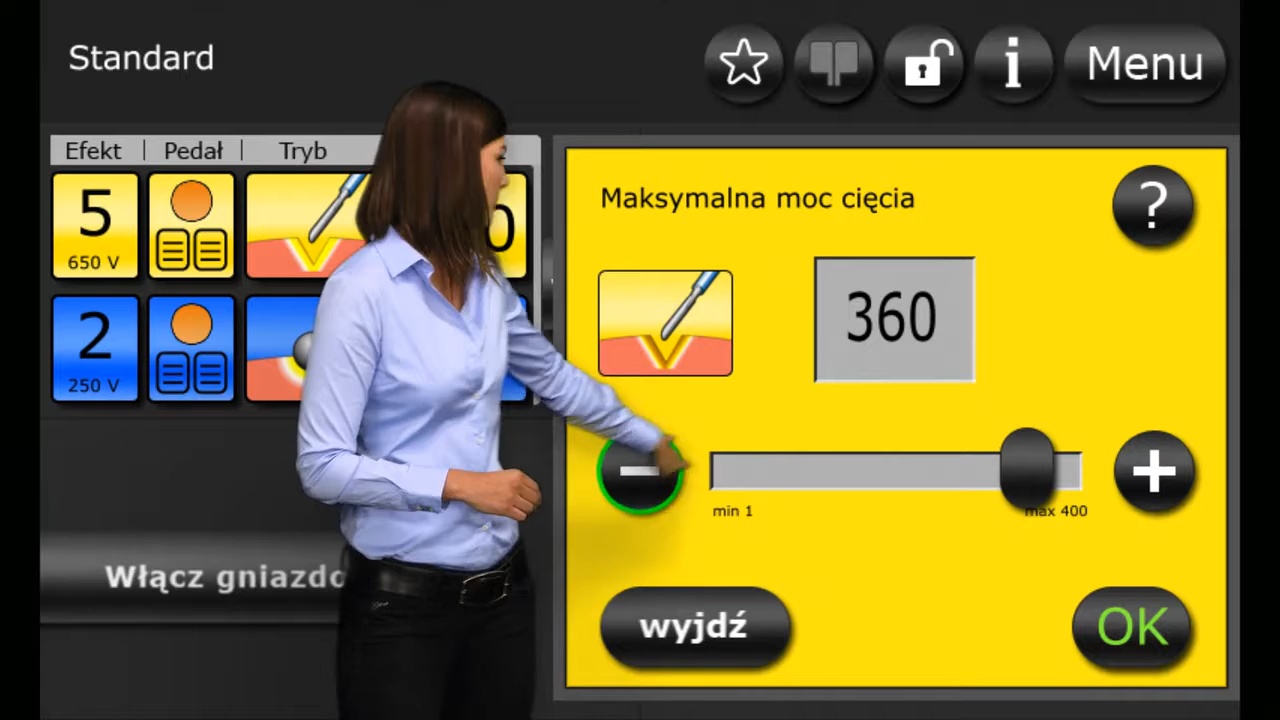 Standard
i
Menu
Efekt
Pedał
Tryb
5
650 V
2
250 V
Włącz gniazdo
Maksymalna moc cięcia
?
360
−
+
min 1
max 400
wyjdź
OK